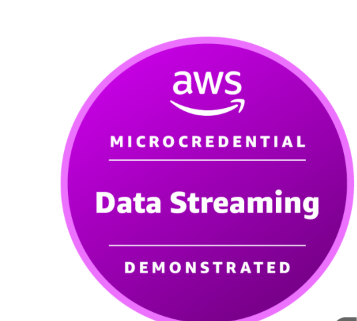 aws
MICROCREDENTIAL
Data Streaming
DEMONSTRATED